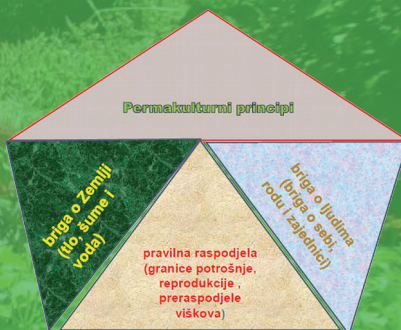 Permakulturni principi
briga o Zemlji
(tlo, šume i
voda)
briga o ljudima
(briga o sebi,
rodu i zajednici)
pravilna raspodjela
(granice potrošnje,
reprodukcije ,
preraspodjele
viškova)